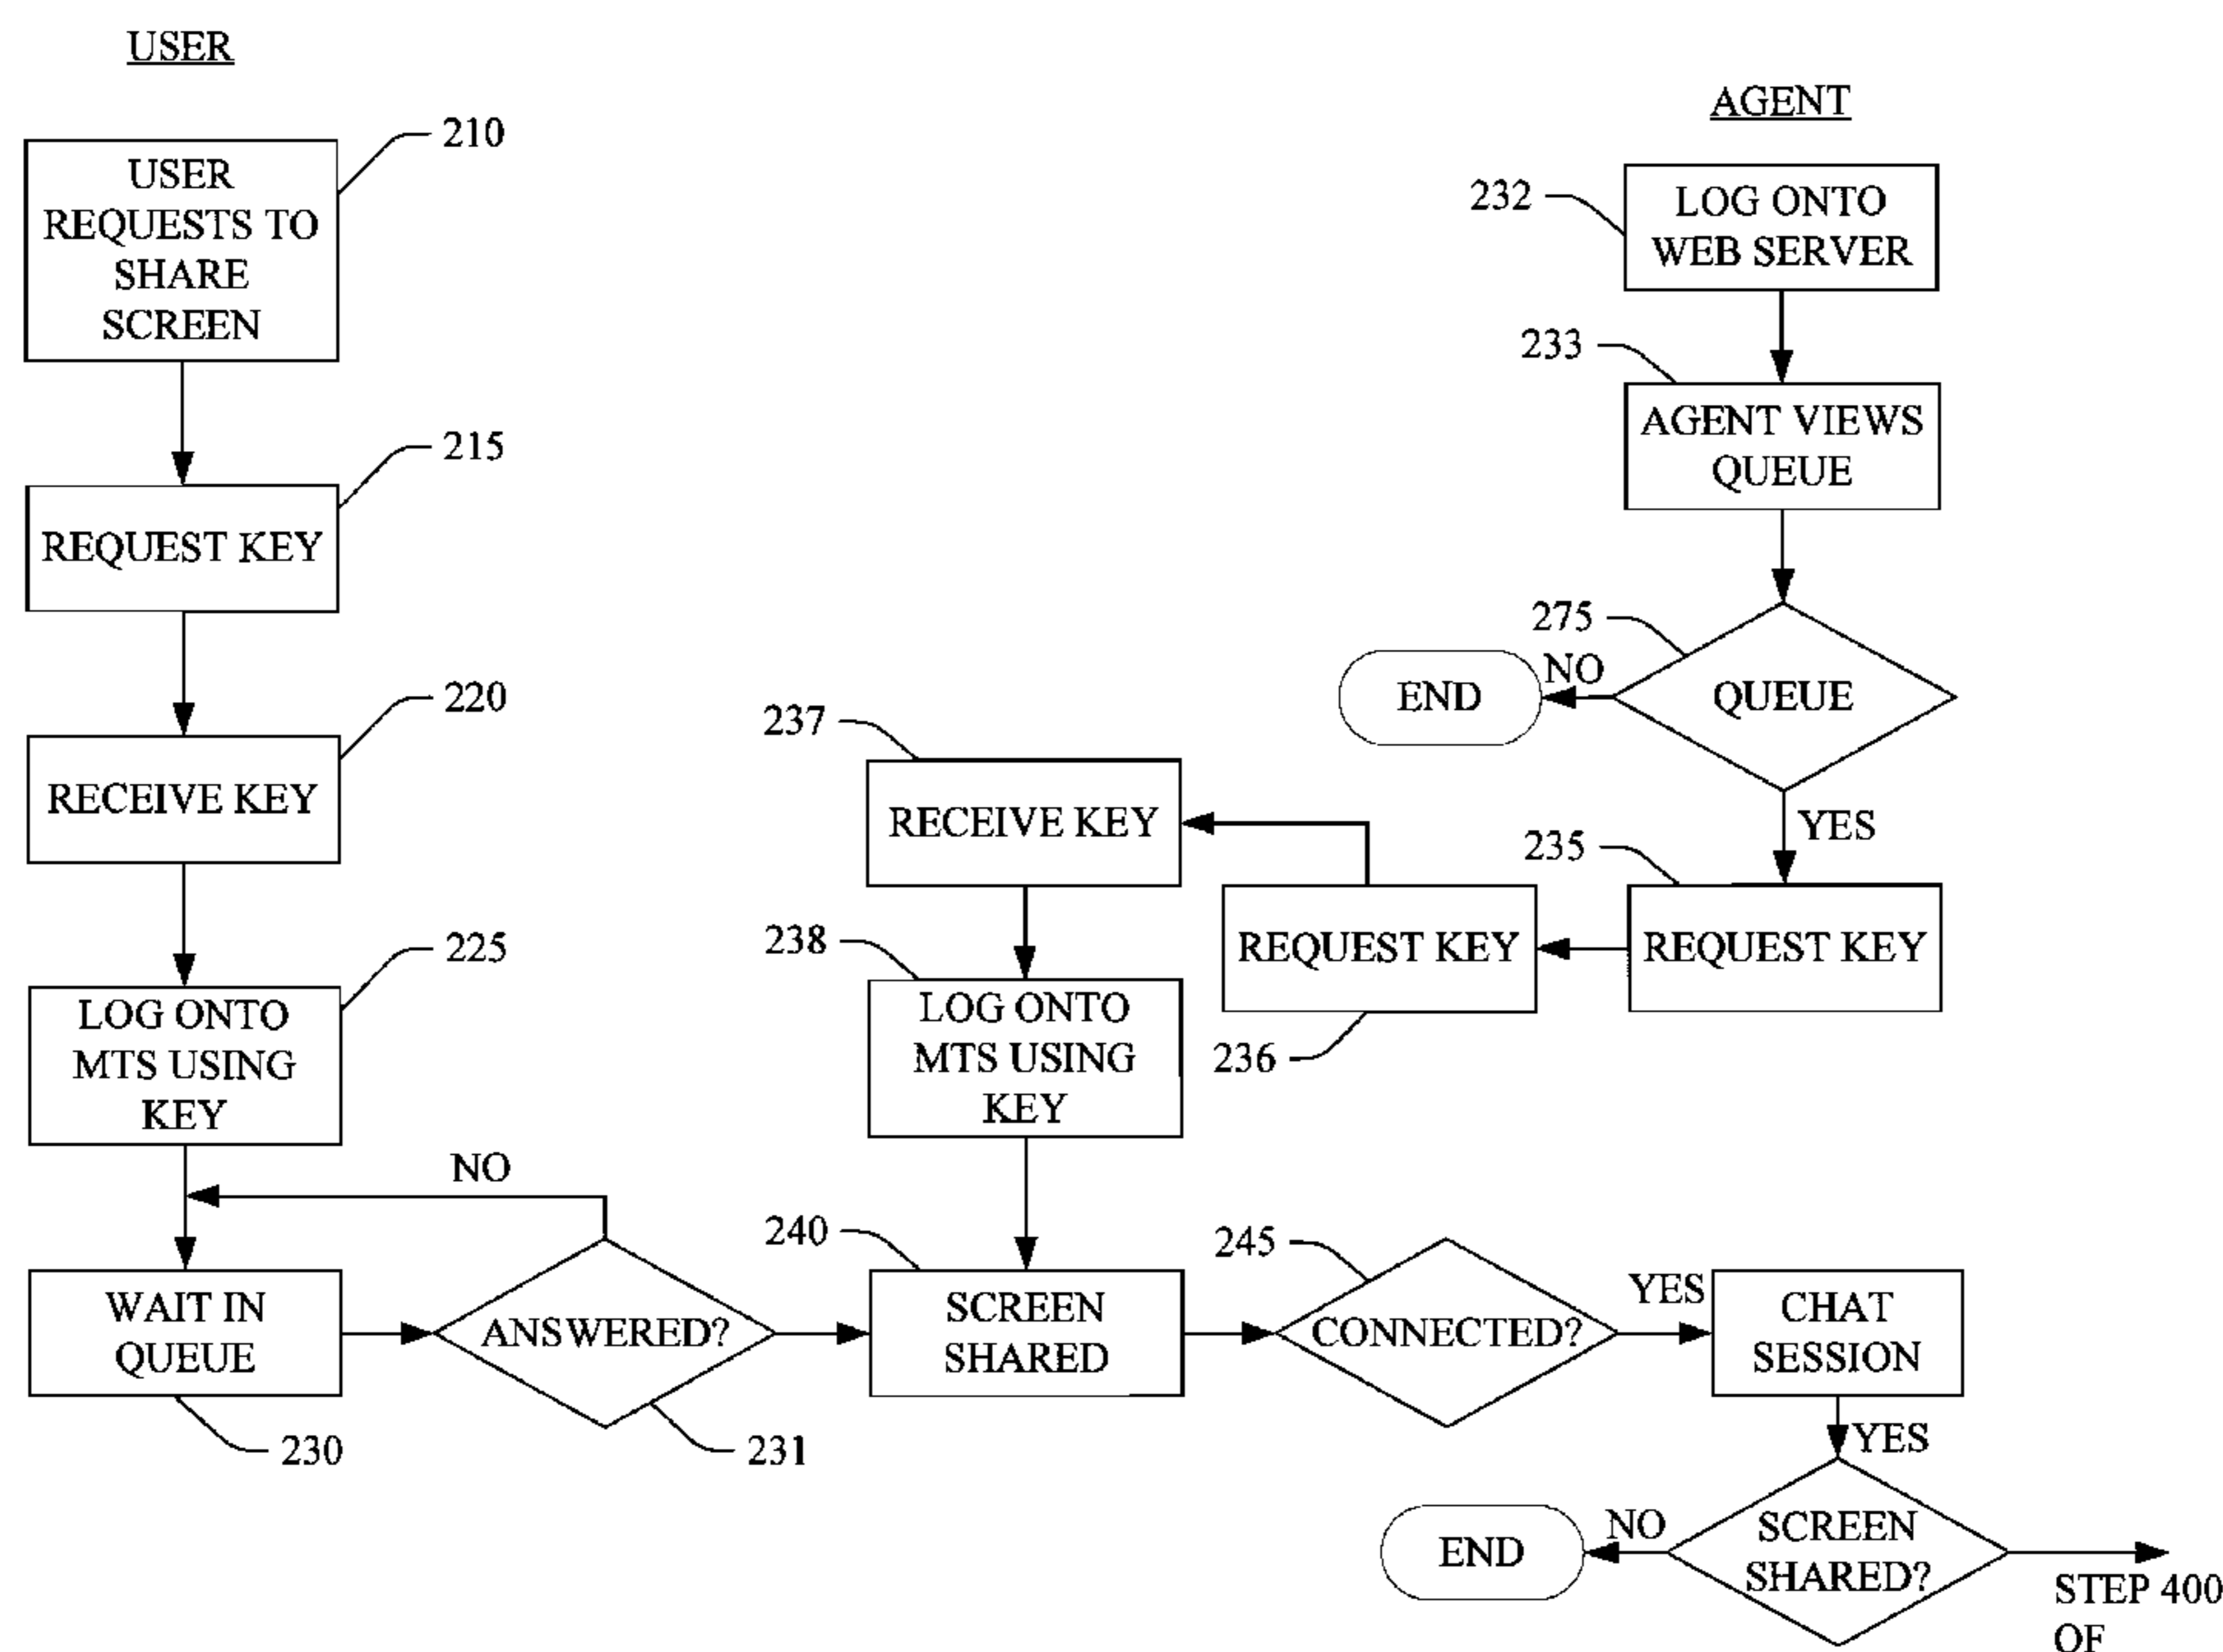 USER
210
USER
REQUESTS TO
SHARE
SCREEN
215
REQUEST KEY
220
RECEIVE KEY
225
LOG ONTO
MTS USING
KEY
NO
WAIT IN
QUEUE
230
ANSWERED?
231
AGENT
232
LOG ONTO
WEB SERVER
233
AGENT VIEWS
QUEUE
275
QUEUE
NO
END
YES
235
REQUEST KEY
REQUEST KEY
236
237
RECEIVE KEY
238
LOG ONTO
MTS USING
KEY
240
SCREEN
SHARED
245
CONNECTED?
YES
CHAT
SESSION
YES
SCREEN
SHARED?
NO
END
STEP 400
OF